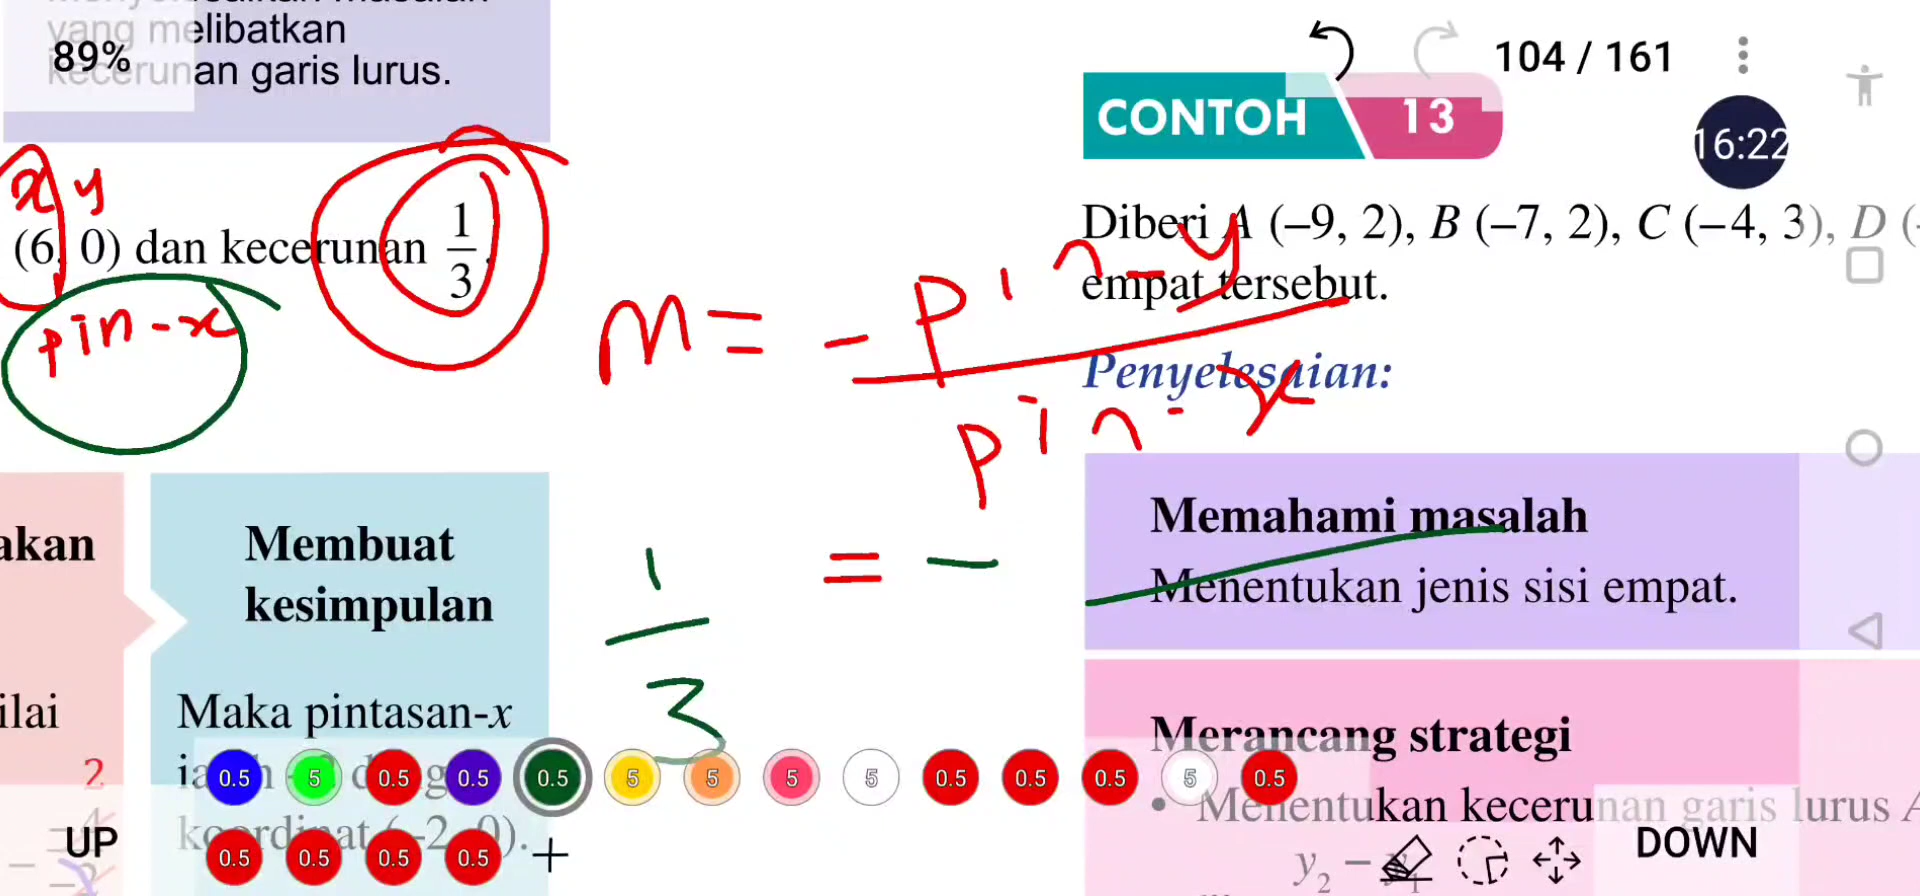 yang melibatkan
89%
kecerunan garis lurus.
104 / 161
CONTOH 13
16:22
x y
(6, 0) dan kecerunan 1/3.
pin-x
m = - pin-y / pin-x
1/3 = -
Diberi A (–9, 2), B (–7, 2), C (–4, 3), D (
empat tersebut.
Penyelesaian:
akan
Membuat
kesimpulan
Memahami masalah
Menentukan jenis sisi empat.
ilai
Maka pintasan-x
koordinat (-2, 0).
2
Merancang strategi
• Menentukan kecerunan garis lurus A
y2 –
0.5 5 0.5 0.5 0.5 5 5 5 5 0.5 0.5 0.5 5 0.5
0.5 0.5 0.5 0.5 +
UP
DOWN